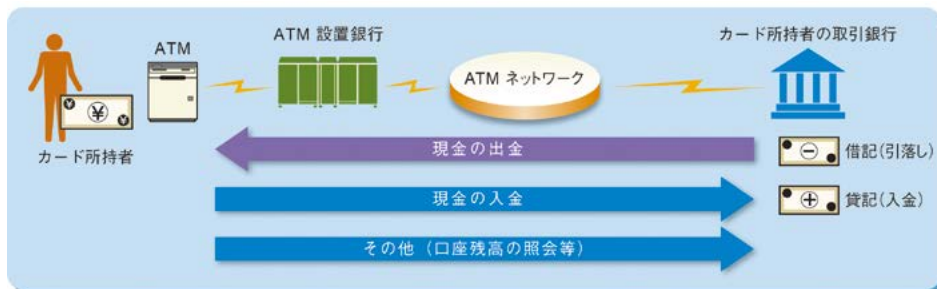 ATM 設置銀行
カード所持者の取引銀行
ATM
ATM ネットワーク
¥
¥
¥
カード所持者
現金の出金
借記(引落し)
現金の入金
貸記(入金)
その他(口座残高の照会等)